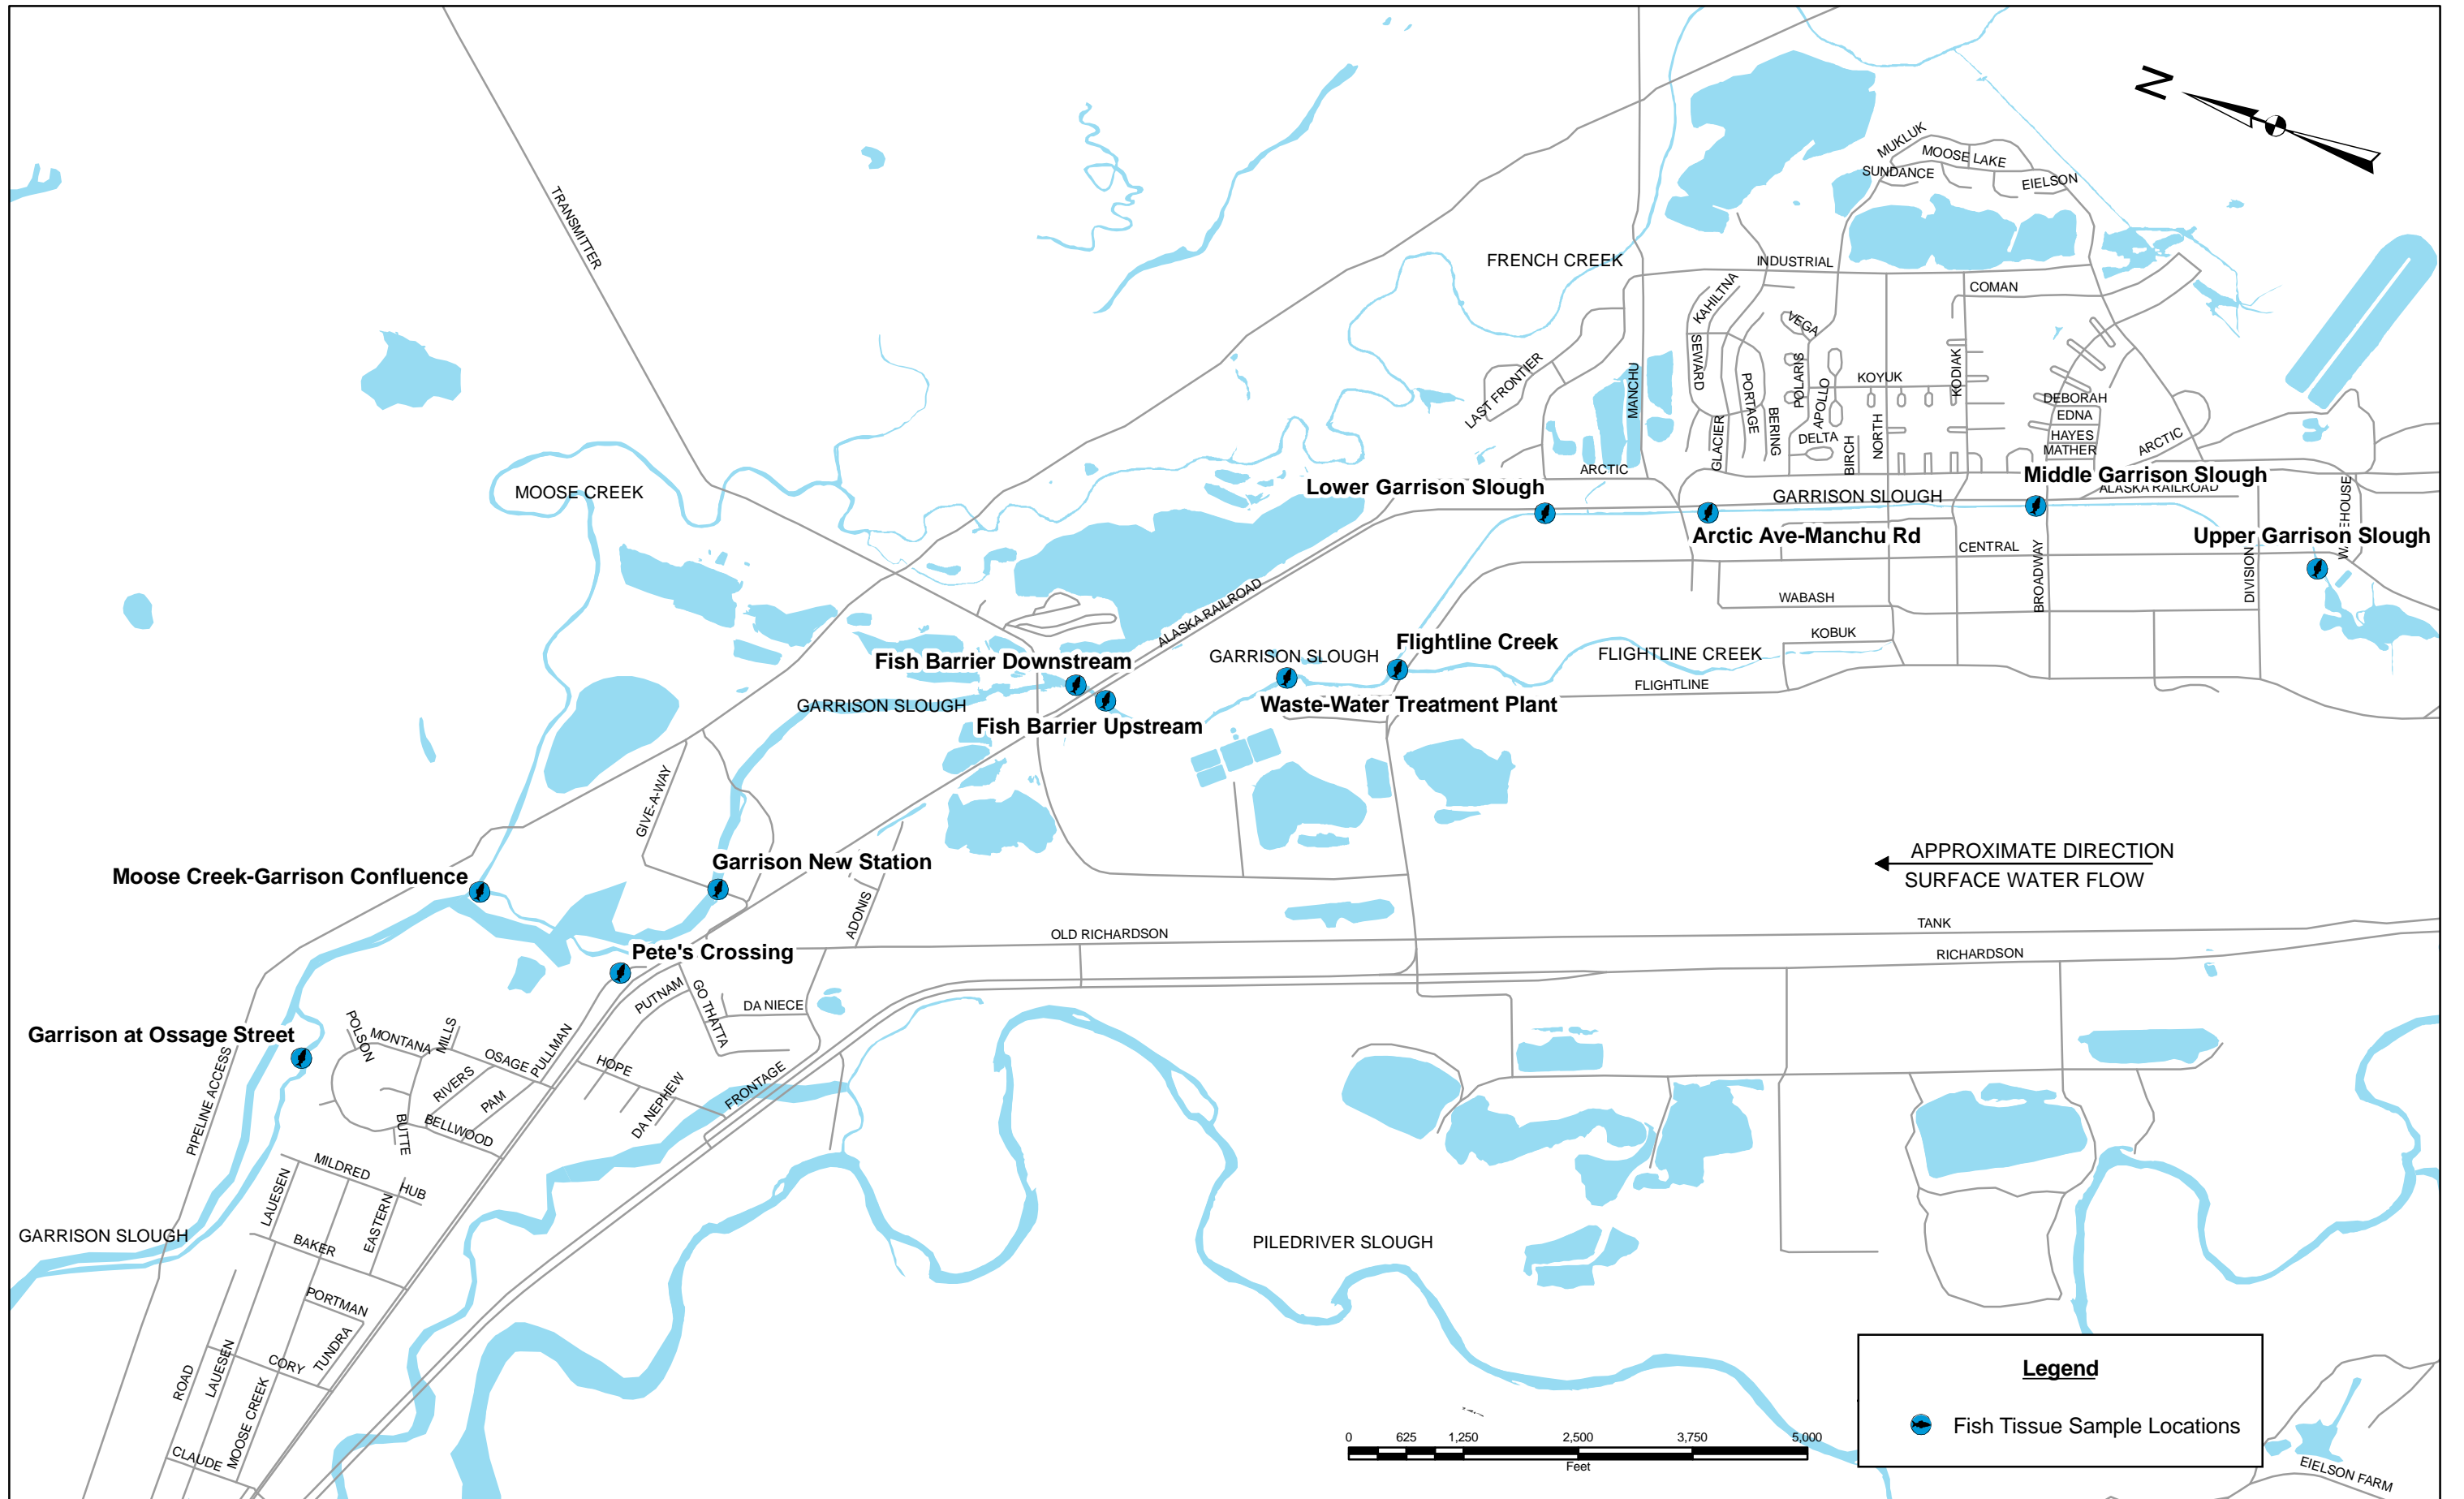 N
MUKLUK
MOOSE LAKE
SUNDANCE
EIELSON
TRANSMITTER
FRENCH CREEK
INDUSTRIAL
COMAN
KAHILTNA
VEGA
SEWARD
LAST FRONTIER
MANCHU
PORTAGE
POLARIS
APOLLO
KOYUK
KODIAK
DEBORAH
EDNA
HAYES
MATHER
ARCTIC
BERING
GLACIER
DELTA
BIRCH
NORTH
ARCTIC
MOOSE CREEK
Lower Garrison Slough
GARRISON SLOUGH
Middle Garrison Slough
ALASKA RAILROAD
Arctic Ave-Manchu Rd
Upper Garrison Slough
CENTRAL
BROADWAY
DIVISION
WABASH
KOBUK
ALASKA RAILROAD
Fish Barrier Downstream
GARRISON SLOUGH
Flightline Creek
FLIGHTLINE CREEK
FLIGHTLINE
GARRISON SLOUGH
Waste-Water Treatment Plant
Fish Barrier Upstream
GIVE-A-WAY
Garrison New Station
Moose Creek-Garrison Confluence
APPROXIMATE DIRECTION
SURFACE WATER FLOW
ADONIS
OLD RICHARDSON
TANK
RICHARDSON
Pete's Crossing
PUTNAM
GO THATTA
DA NIECE
Garrison at Ossage Street
POLSON
MONTANA
MILLS
OSAGE
PULLMAN
HOPE
RIVERS
PAM
DA NEPHEW
FRONTAGE
PIPELINE ACCESS
BUTTE
BELLWOOD
MILDRED
HUB
LAUESEN
EASTERN
GARRISON SLOUGH
BAKER
PILEDRIVER SLOUGH
PORTMAN
TUNDRA
CORY
ROAD
LAUESEN
MOOSE CREEK
CLAUDE
0 625 1,250 2,500 3,750 5,000
Feet
Legend
Fish Tissue Sample Locations
EIELSON FARM